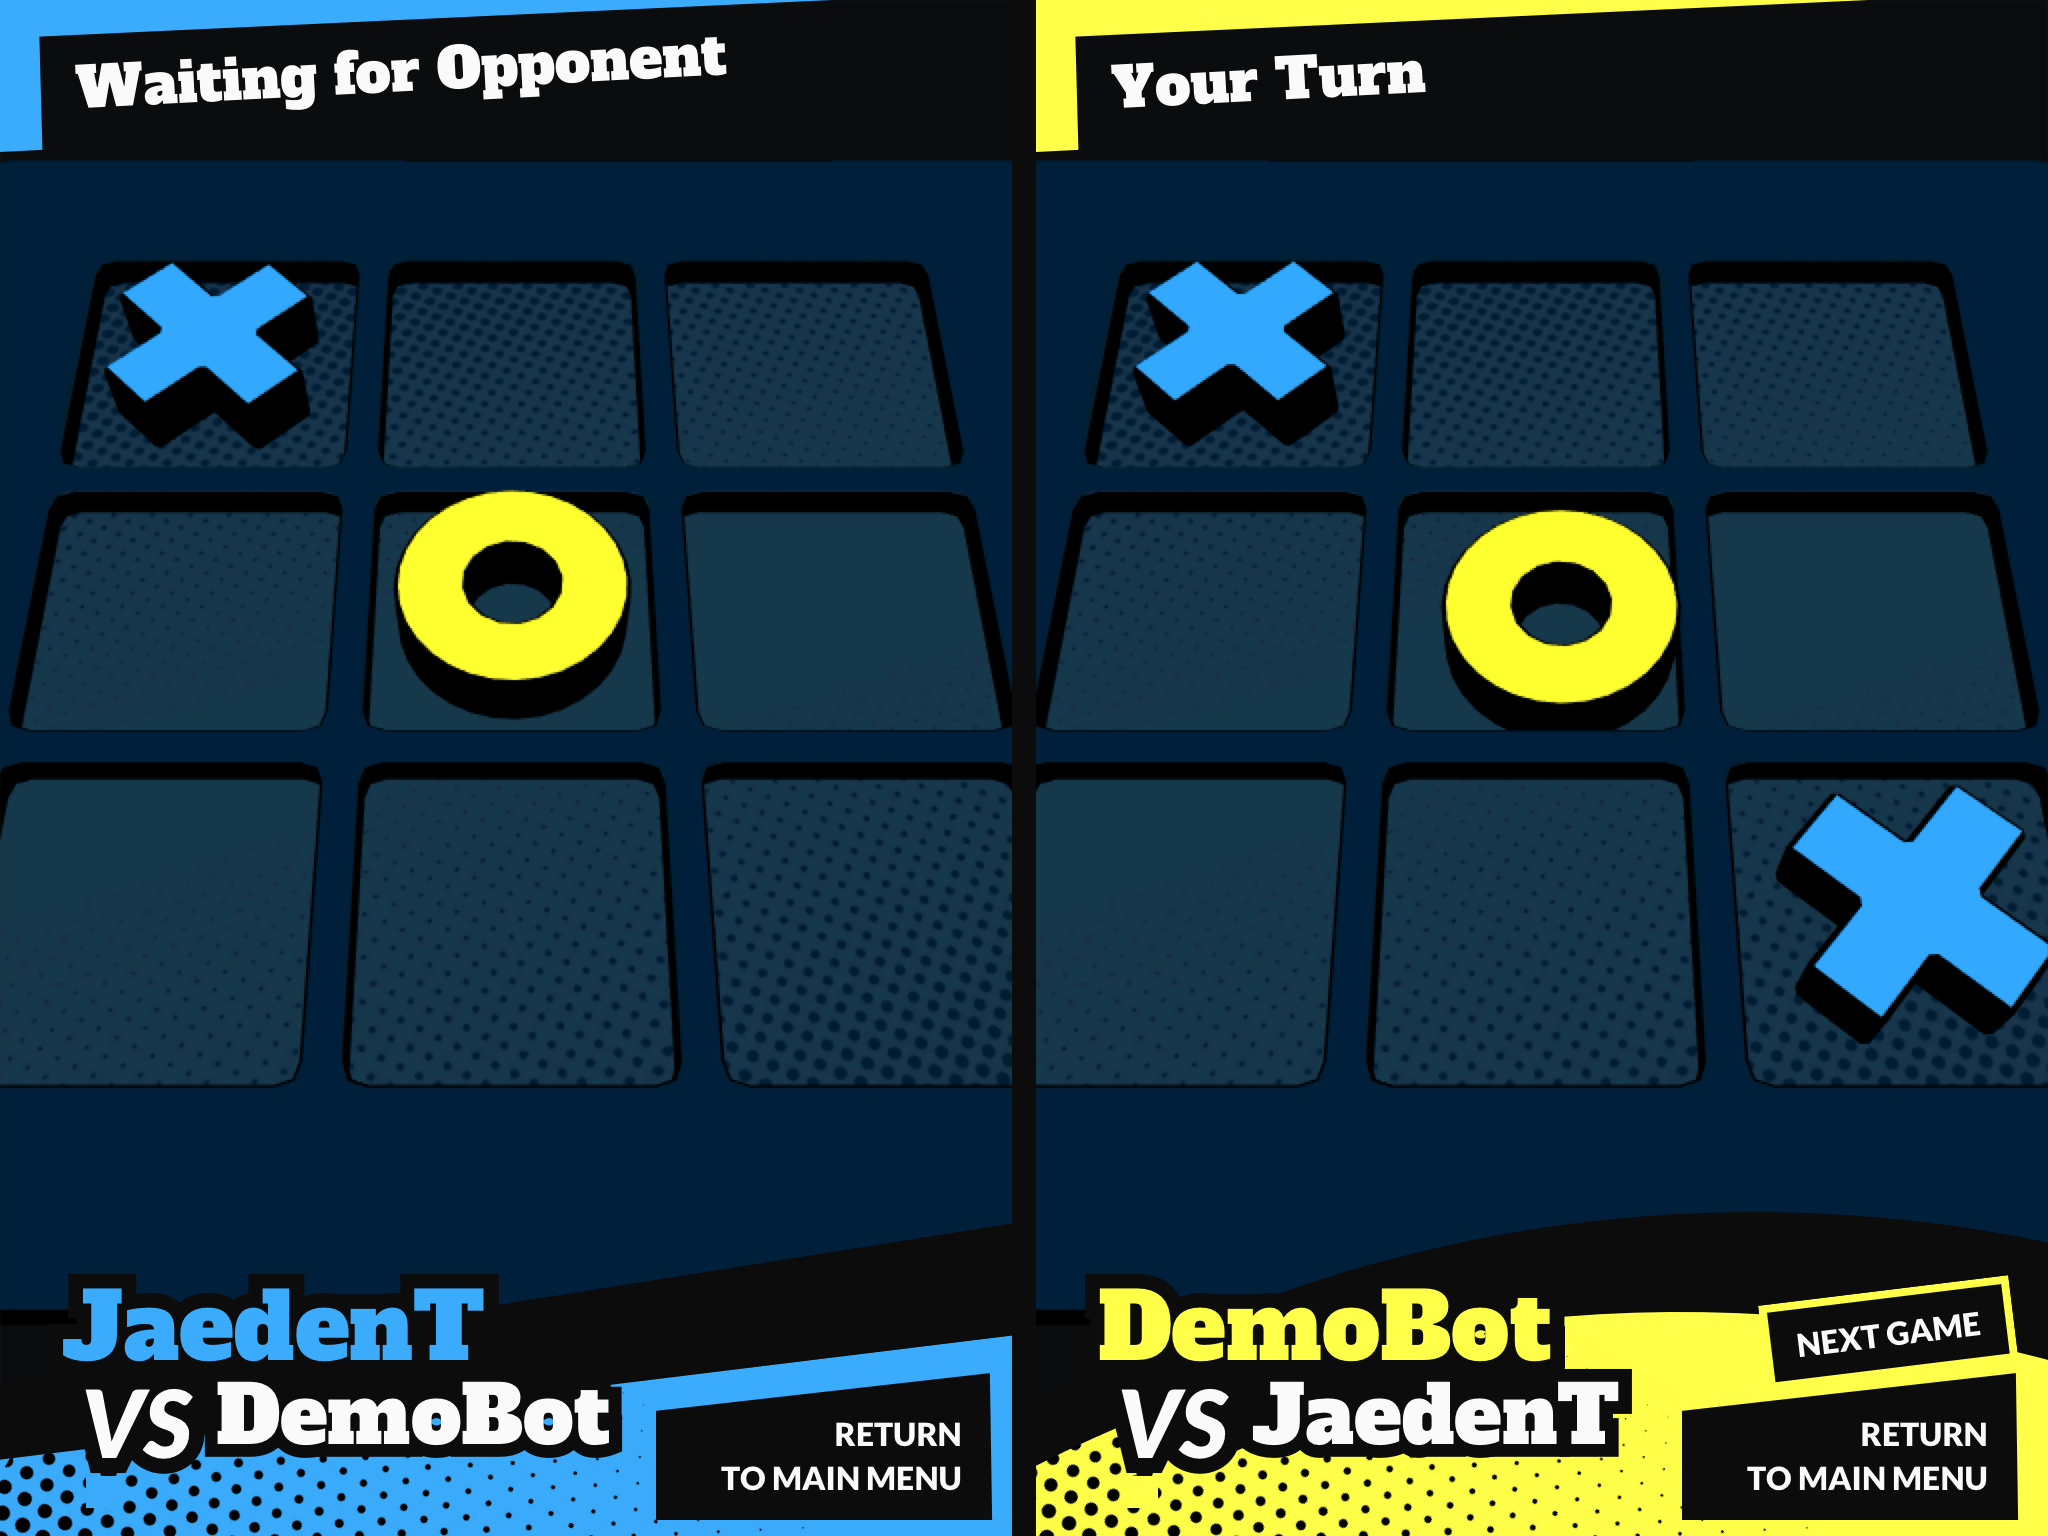 Waiting for Opponent
JaedenT
VS DemoBot
RETURN
TO MAIN MENU
Your Turn
DemoBot
VS JaedenT
NEXT GAME
RETURN
TO MAIN MENU